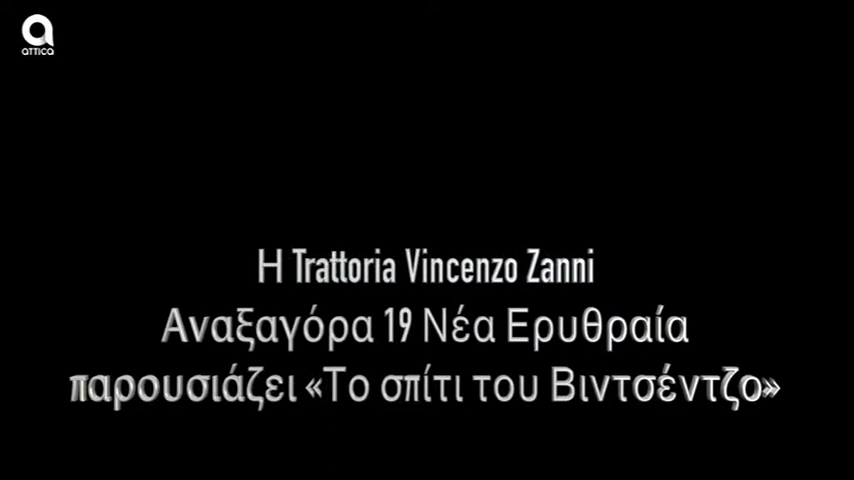 attica
Η Trattoria Vincenzo Zanni
Αναξαγόρα 19 Νέα Ερυθραία
παρουσιάζει «Το σπίτι του Βιντσέντζο»